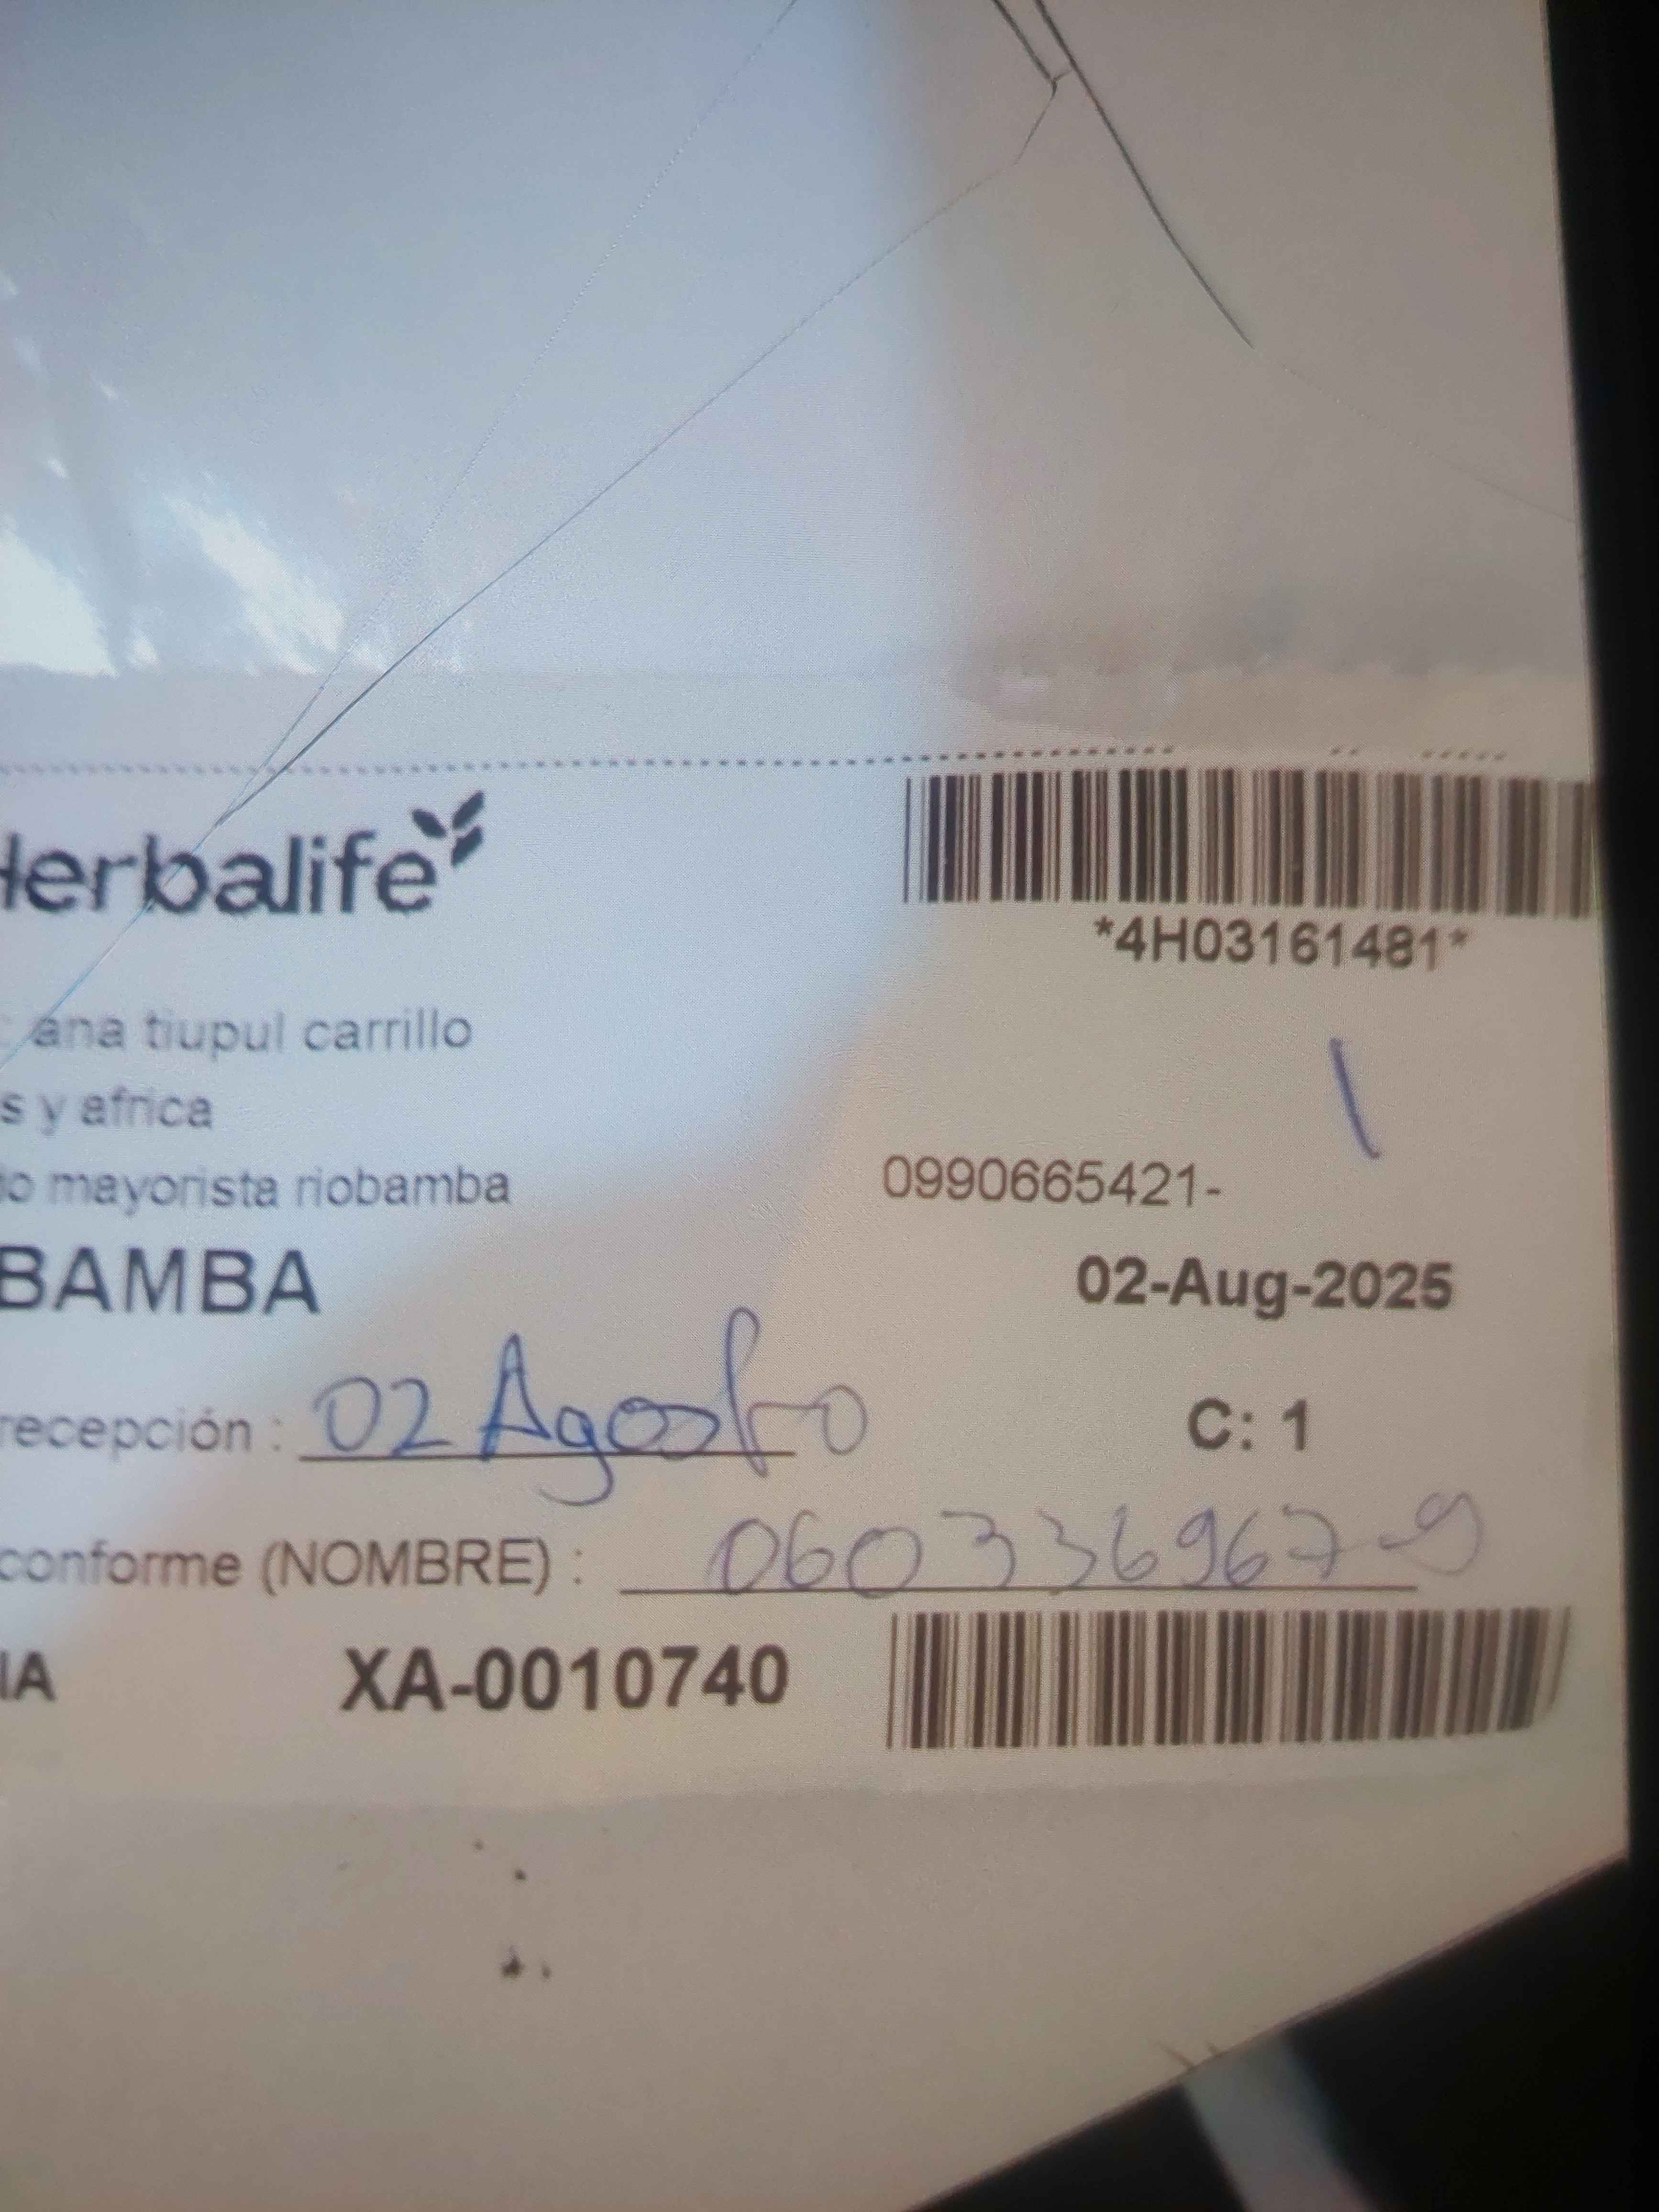 Herbalife
*4H03161481*
ana tiupul carrillo
s y africa
io mayorista riobamba
0990665421-
BAMBA
02-Aug-2025
recepción : 02 Agosto
C: 1
conforme (NOMBRE) : 060336967-9
IA
XA-0010740